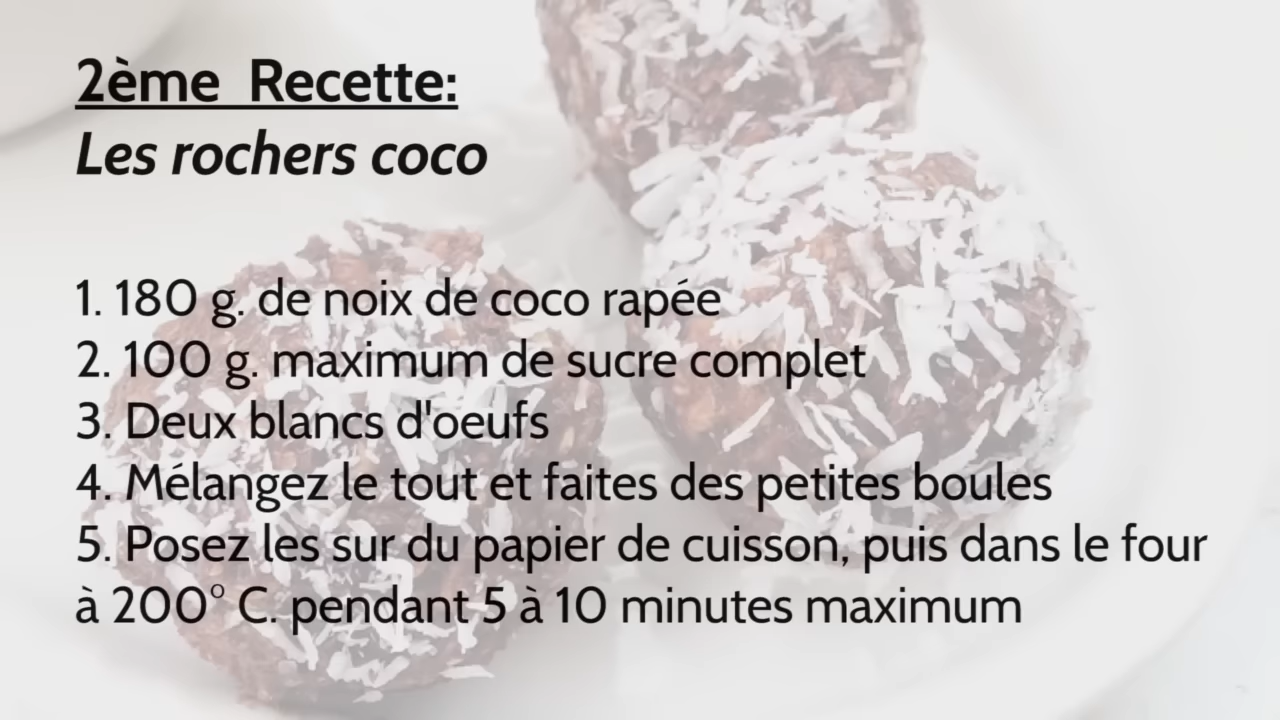 2ème Recette:
Les rochers coco
1. 180 g. de noix de coco rapée
2. 100 g. maximum de sucre complet
3. Deux blancs d'oeufs
4. Mélangez le tout et faites des petites boules
5. Posez les sur du papier de cuisson, puis dans le four
à 200° C. pendant 5 à 10 minutes maximum